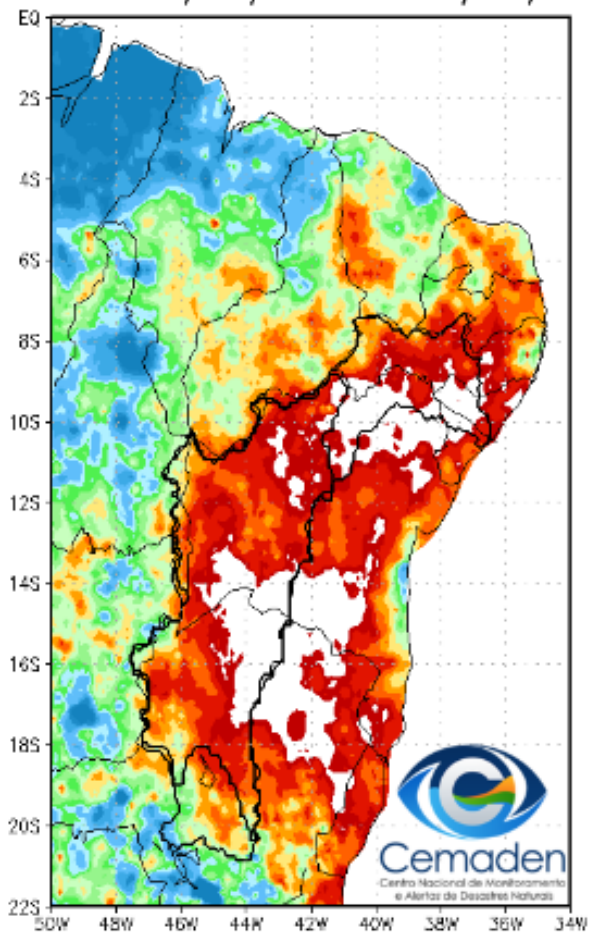 EQ
2S
4S
6S
8S
10S
12S
14S
16S
18S
20S
22S
50W 48W 46W 44W 42W 40W 38W 36W 34W
Cemaden
Centro Nacional de Monitoramento
e Alertas de Desastres Naturais